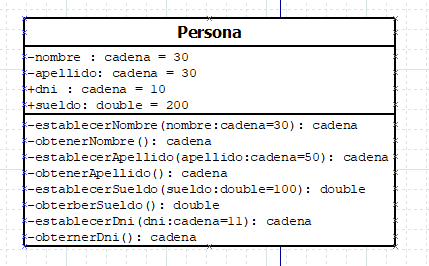 Persona
-nombre : cadena = 30
-apellido: cadena = 30
+dni : cadena = 10
+sueldo: double = 200
-establecerNombre(nombre:cadena=30): cadena
-obtenerNombre(): cadena
-establecerApellido(apellido:cadena=50): cadena
-obtenerApellido(): cadena
-establecerSueldo(sueldo:double=100): double
-obterberSueldo(): double
-establecerDni(dni:cadena=11): cadena
-obternerDni(): cadena